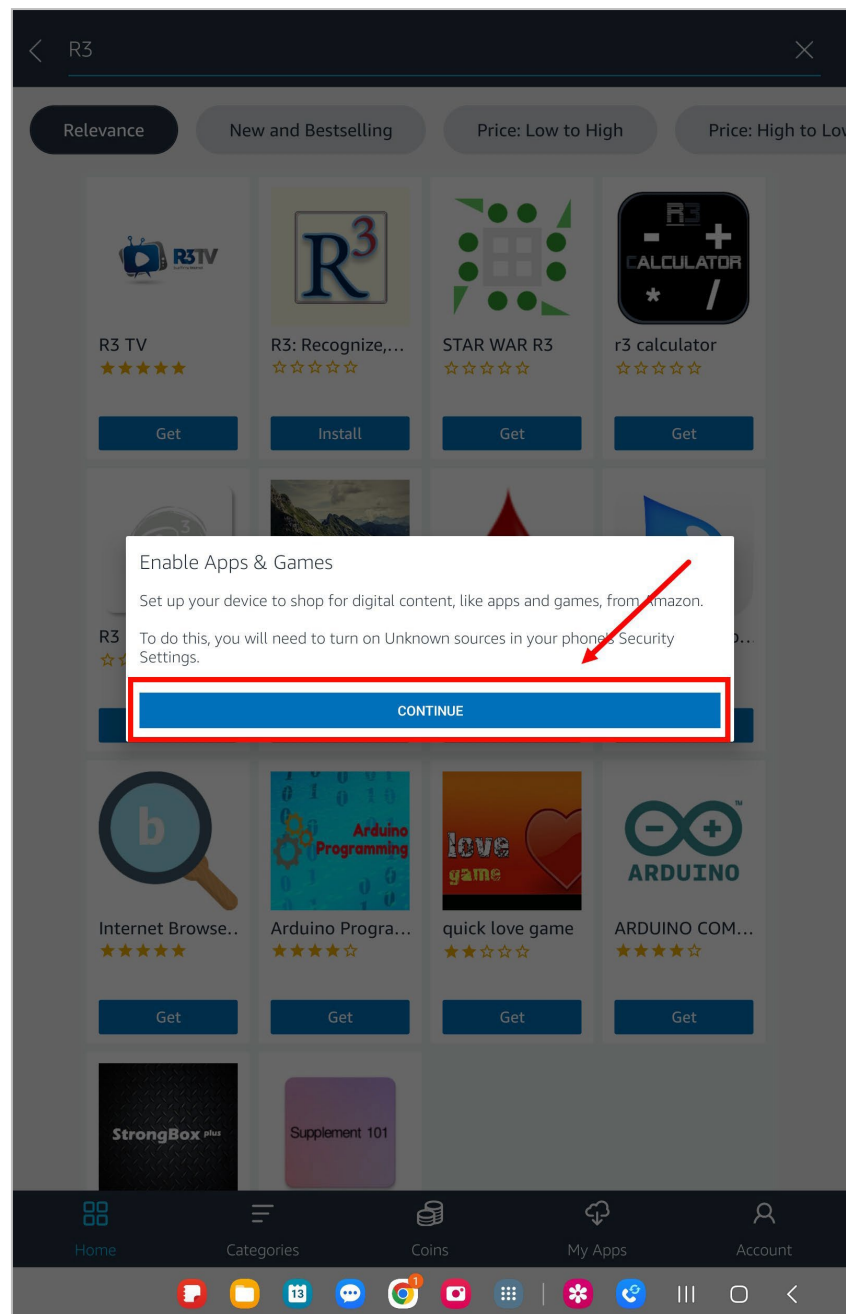 R3
Relevance
New and Bestselling
Price: Low to High
Price: High to Lo
R3TV
R3
R3
CALCULATOR
R3 TV
R3: Recognize,...
STAR WAR R3
r3 calculator
Get
Install
Get
Get
3
Enable Apps & Games
Set up your device to shop for digital content, like apps and games, from Amazon.
To do this, you will need to turn on Unknown sources in your phone's Security
Settings.
R3
CONTINUE
b
Arduino
Programming
love
game
ARDUINO
Internet Browse..
Arduino Progra...
quick love game
ARDUINO COM...
Get
Get
Get
Get
StrongBox plus
Supplement 101
Home
Categories
Coins
My Apps
Account
13
1